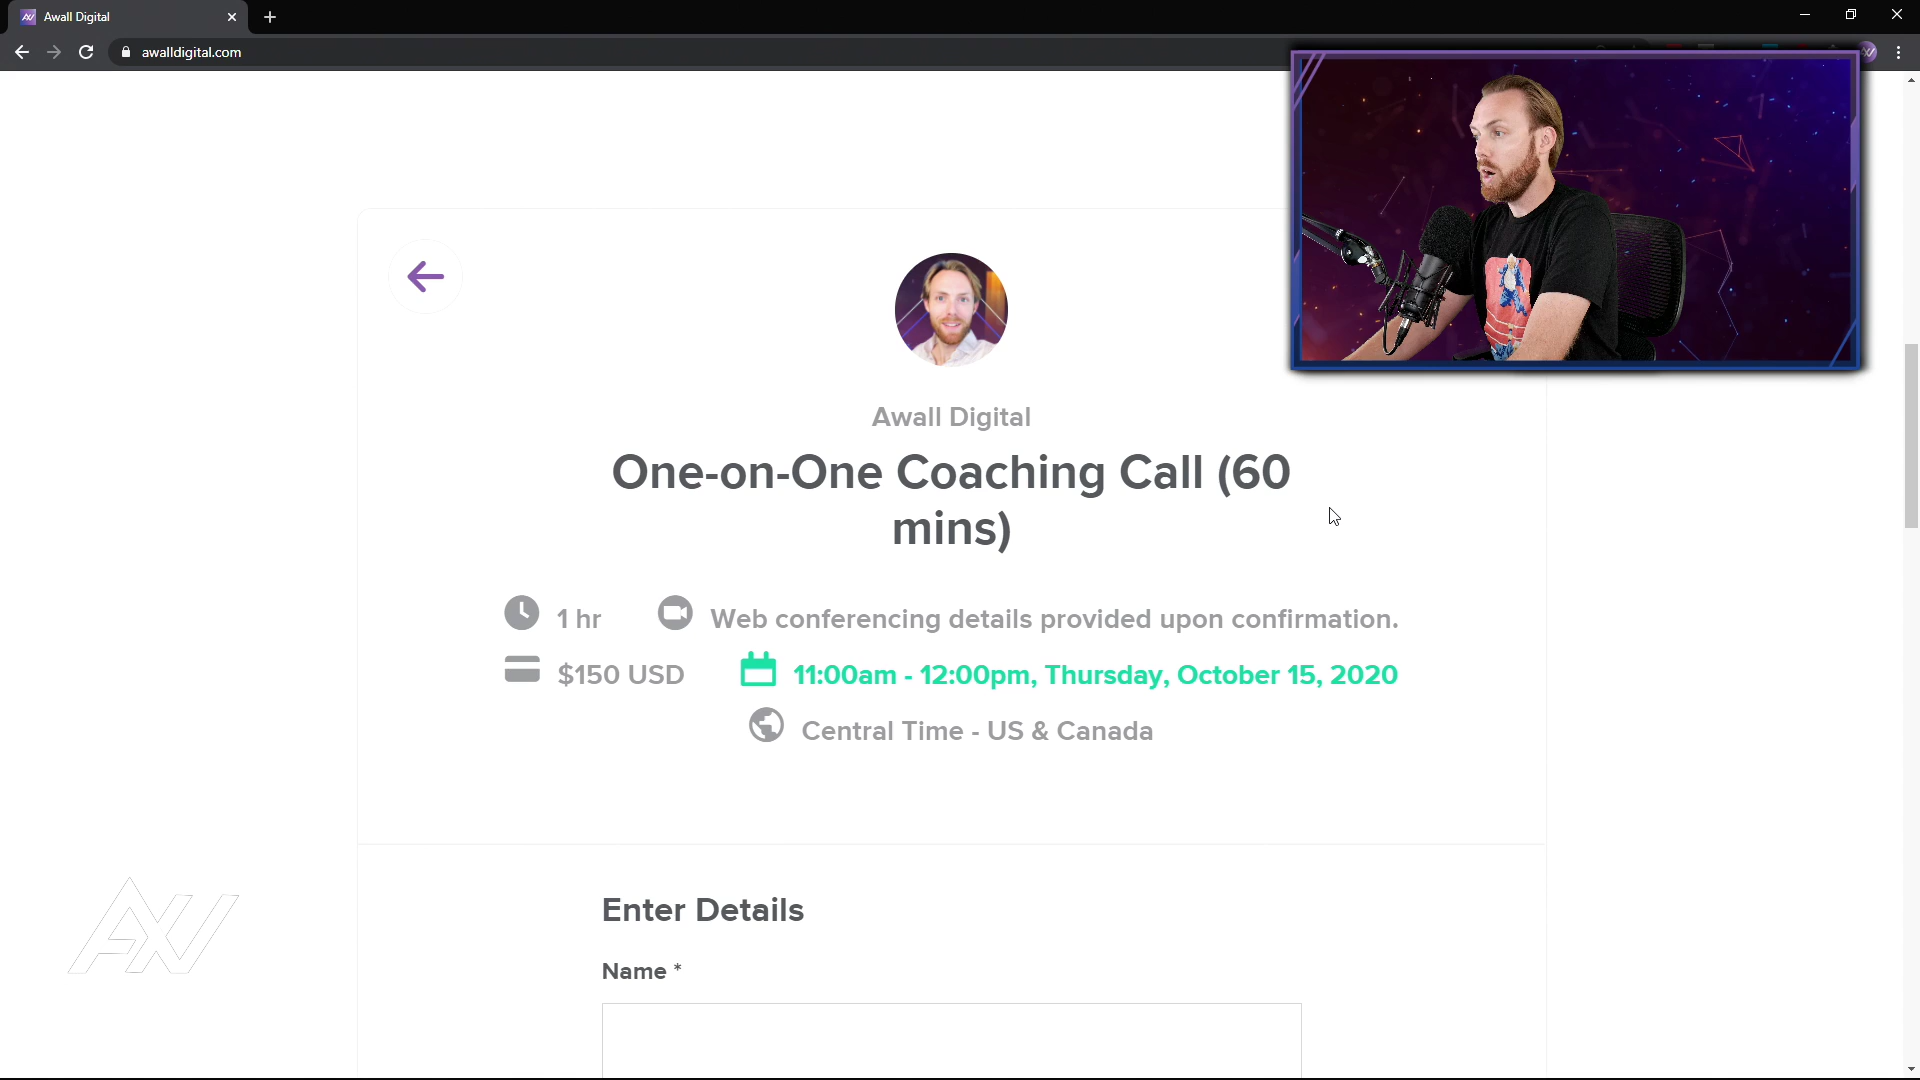 Awall Digital
awalldigital.com
Awall Digital
One-on-One Coaching Call (60
mins)
1 hr
Web conferencing details provided upon confirmation.
$150 USD
11:00am - 12:00pm, Thursday, October 15, 2020
Central Time - US & Canada
Enter Details
Name *